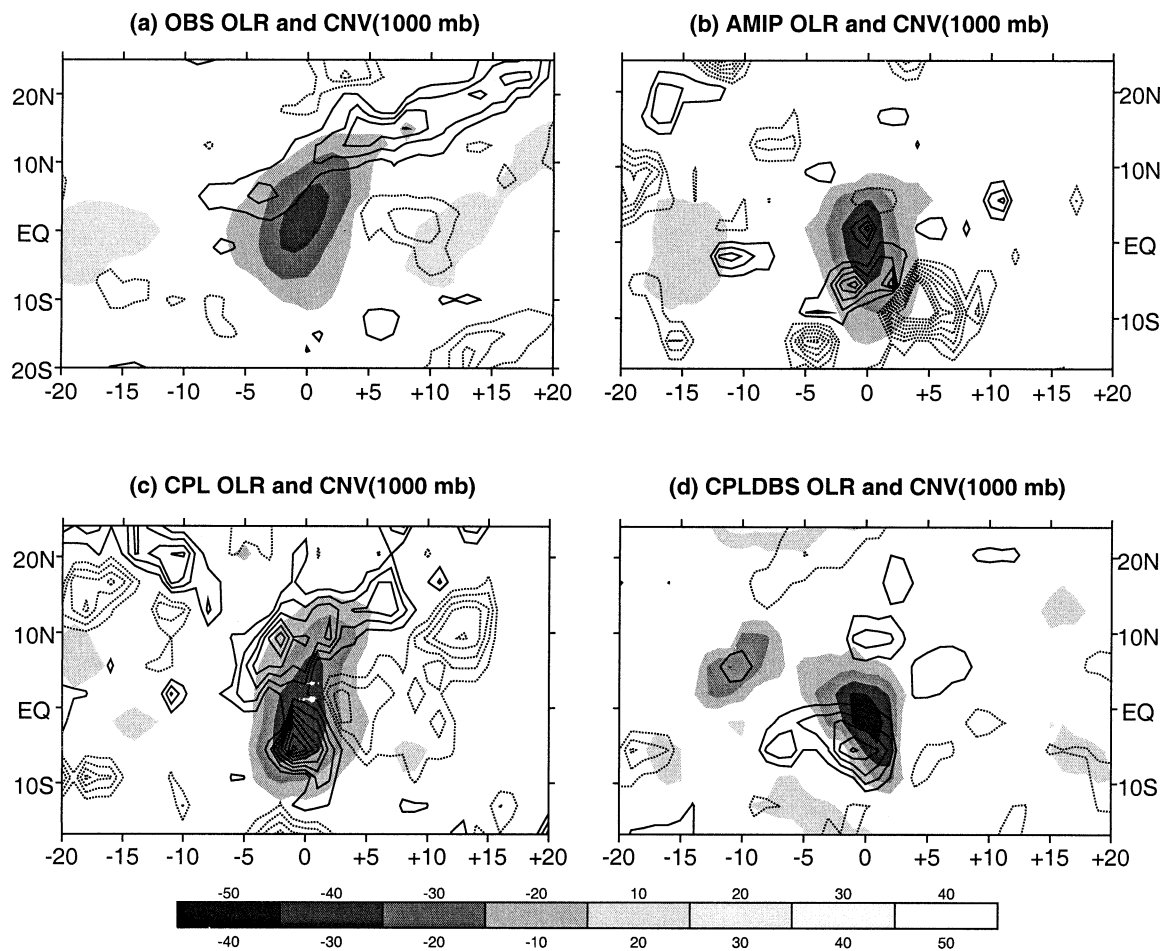 (a) OBS OLR and CNV(1000 mb)
(b) AMIP OLR and CNV(1000 mb)
20N
10N
EQ
10S
20S
-20 -15 -10 -5 0 +5 +10 +15 +20
20N
10N
EQ
10S
-20 -15 -10 -5 0 +5 +10 +15 +20
(c) CPL OLR and CNV(1000 mb)
(d) CPLDBS OLR and CNV(1000 mb)
20N
10N
EQ
10S
-20 -15 -10 -5 0 +5 +10 +15 +20
20N
10N
EQ
10S
-20 -15 -10 -5 0 +5 +10 +15 +20
-50 -40 -30 -20 10 20 30 40
-40 -30 -20 -10 20 30 40 50